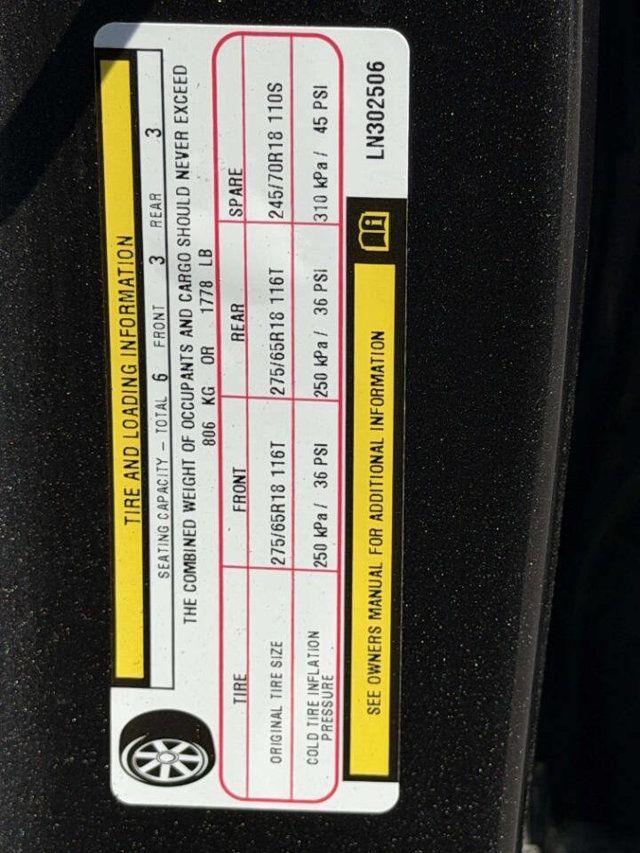 TIRE AND LOADING INFORMATION
SEATING CAPACITY – TOTAL 6 FRONT 3 REAR 3
THE COMBINED WEIGHT OF OCCUPANTS AND CARGO SHOULD NEVER EXCEED
806 KG OR 1778 LB
TIRE FRONT REAR SPARE
ORIGINAL TIRE SIZE 275/65R18 116T 275/65R18 116T 245/70R18 110S
COLD TIRE INFLATION
PRESSURE 250 kPa / 36 PSI 250 kPa / 36 PSI 310 kPa / 45 PSI
SEE OWNERS MANUAL FOR ADDITIONAL INFORMATION
LN302506